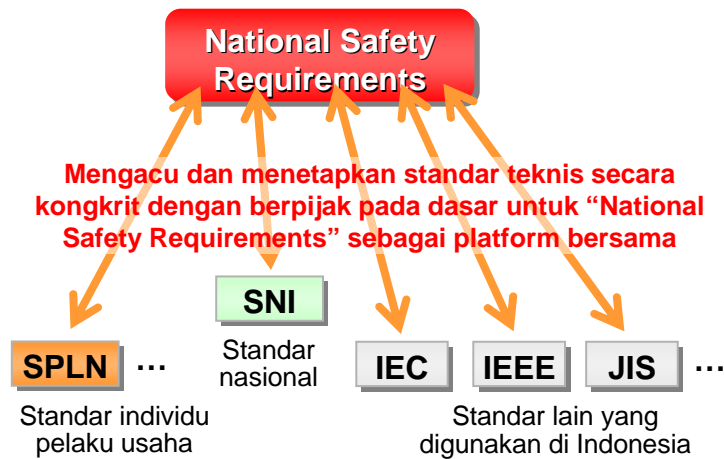 National Safety
Requirements
Mengacu dan menetapkan standar teknis secara
kongkrit dengan berpijak pada dasar untuk “National
Safety Requirements” sebagai platform bersama
SNI
Standar
nasional
SPLN ...
IEC IEEE JIS ...
Standar individu
pelaku usaha
Standar lain yang
digunakan di Indonesia